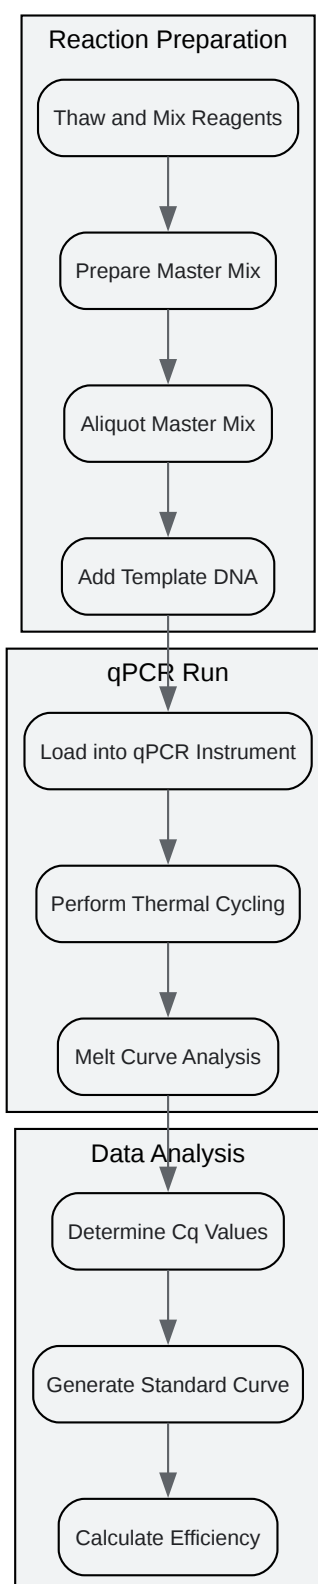 Reaction Preparation
Thaw and Mix Reagents
Prepare Master Mix
Aliquot Master Mix
Add Template DNA
qPCR Run
Load into qPCR Instrument
Perform Thermal Cycling
Melt Curve Analysis
Data Analysis
Determine Cq Values
Generate Standard Curve
Calculate Efficiency